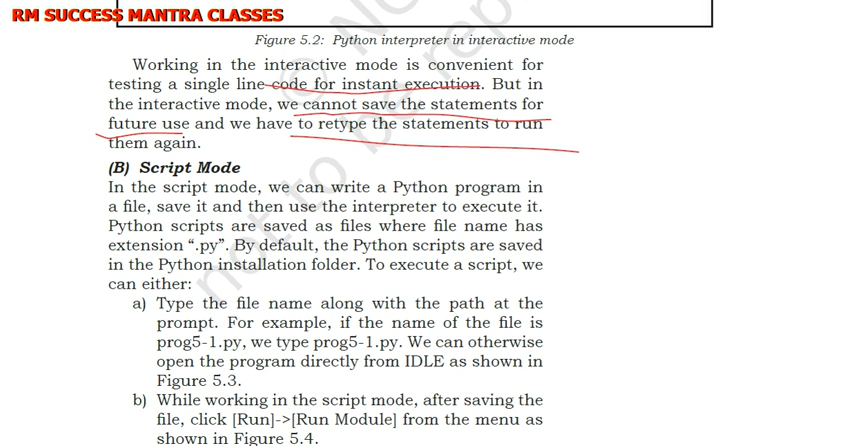 RM SUCCESS MANTRA CLASSES
Figure 5.2: Python interpreter in interactive mode
Working in the interactive mode is convenient for
testing a single line code for instant execution. But in
the interactive mode, we cannot save the statements for
future use and we have to retype the statements to run
them again.
(B) Script Mode
In the script mode, we can write a Python program in
a file, save it and then use the interpreter to execute it.
Python scripts are saved as files where file name has
extension “.py”. By default, the Python scripts are saved
in the Python installation folder. To execute a script, we
can either:
a) Type the file name along with the path at the
prompt. For example, if the name of the file is
prog5-1.py, we type prog5-1.py. We can otherwise
open the program directly from IDLE as shown in
Figure 5.3.
b) While working in the script mode, after saving the
file, click [Run]->[Run Module] from the menu as
shown in Figure 5.4.
not to be rep